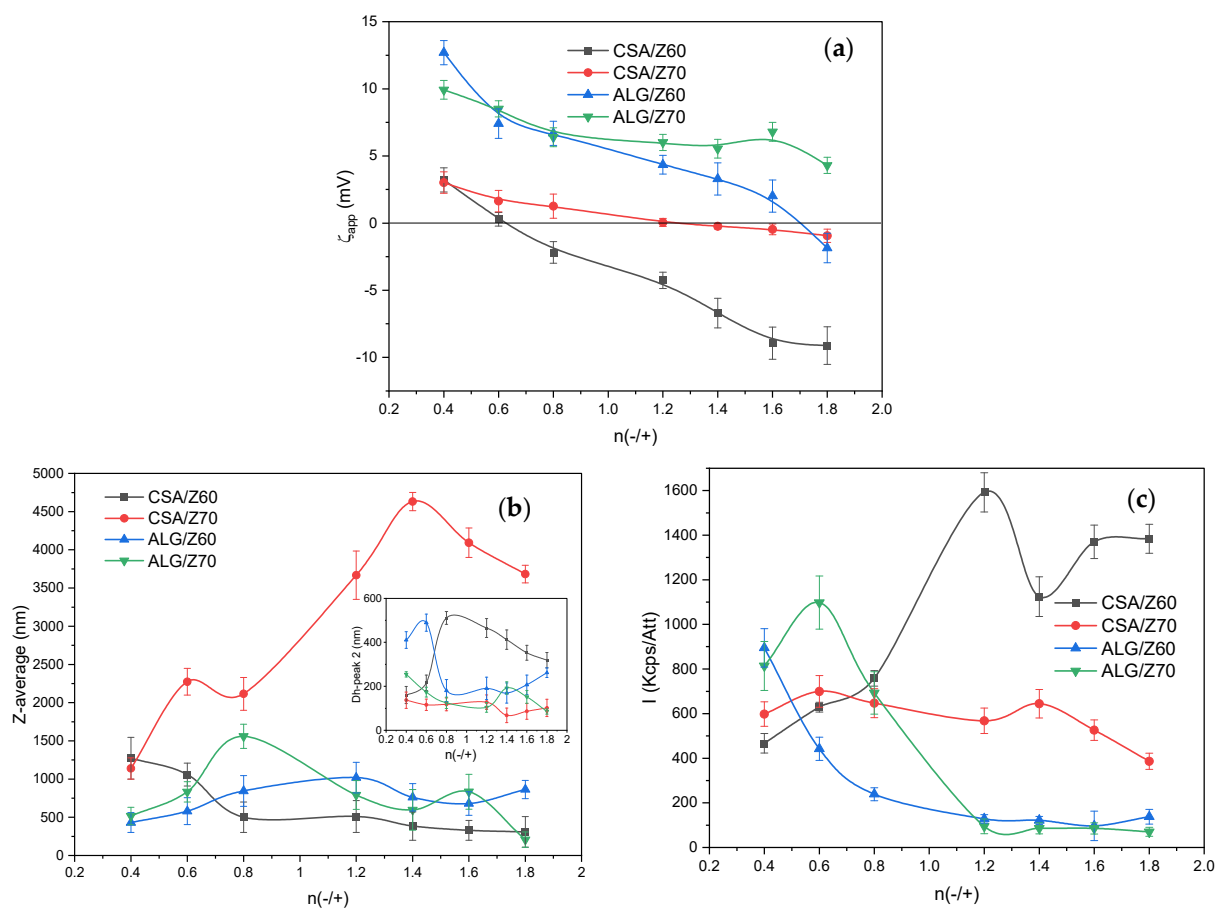 (a)
CSA/Z60
CSA/Z70
ALG/Z60
ALG/Z70
15
10
5
0
-5
-10
ζapp (mV)
0.2 0.4 0.6 0.8 1.0 1.2 1.4 1.6 1.8 2.0
n(-/+)
(b)
CSA/Z60
CSA/Z70
ALG/Z60
ALG/Z70
5000
4500
4000
3500
3000
2500
2000
1750
1500
1250
1000
750
500
250
0
Z-average (nm)
0.2 0.4 0.6 0.8 1.0 1.2 1.4 1.6 1.8 2
n(-/+)
600
400
200
0
Dh-peak 2 (nm)
0.4 0.6 0.8 1 1.2 1.4 1.6 1.8 2
n(-/+)
(c)
CSA/Z60
CSA/Z70
ALG/Z60
ALG/Z70
1600
1400
1200
1000
800
600
400
200
0
I (Kcps/Att)
0.2 0.4 0.6 0.8 1.0 1.2 1.4 1.6 1.8 2.0
n(-/+)